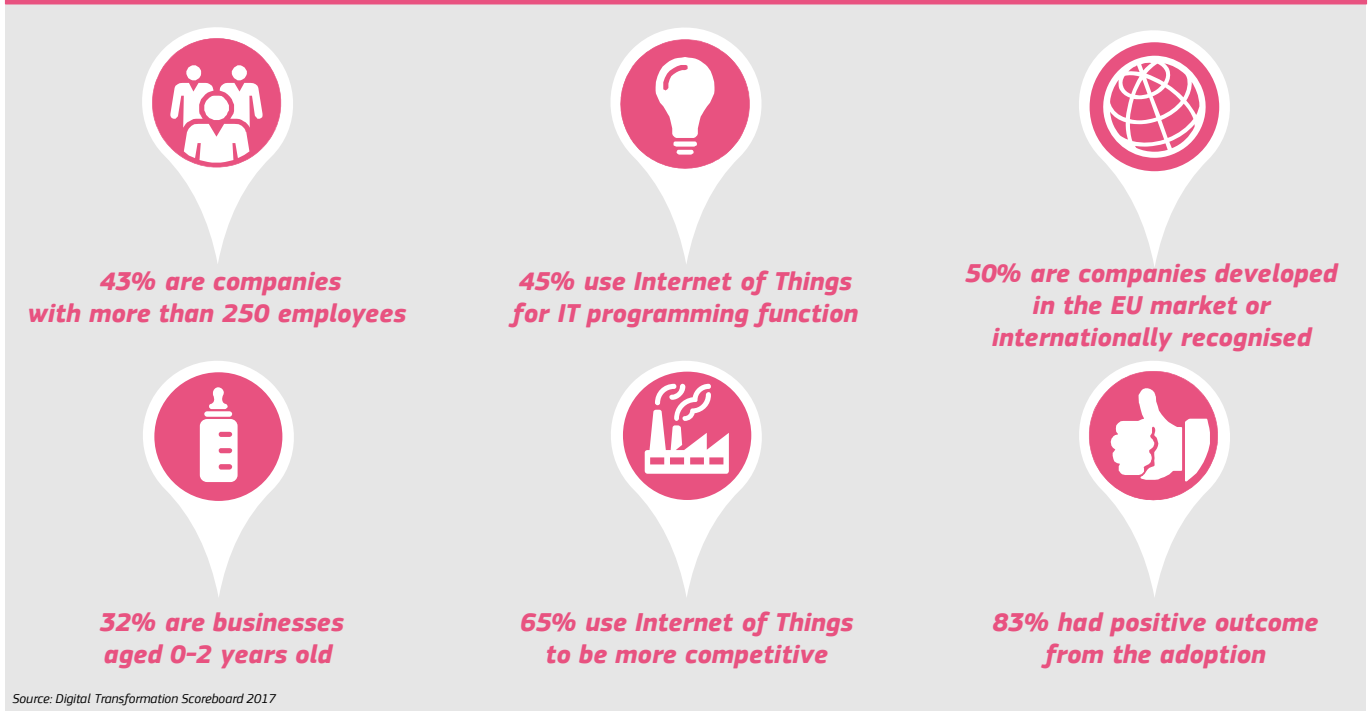 43% are companies
with more than 250 employees
45% use Internet of Things
for IT programming function
50% are companies developed
in the EU market or
internationally recognised
32% are businesses
aged 0-2 years old
65% use Internet of Things
to be more competitive
83% had positive outcome
from the adoption
Source: Digital Transformation Scoreboard 2017